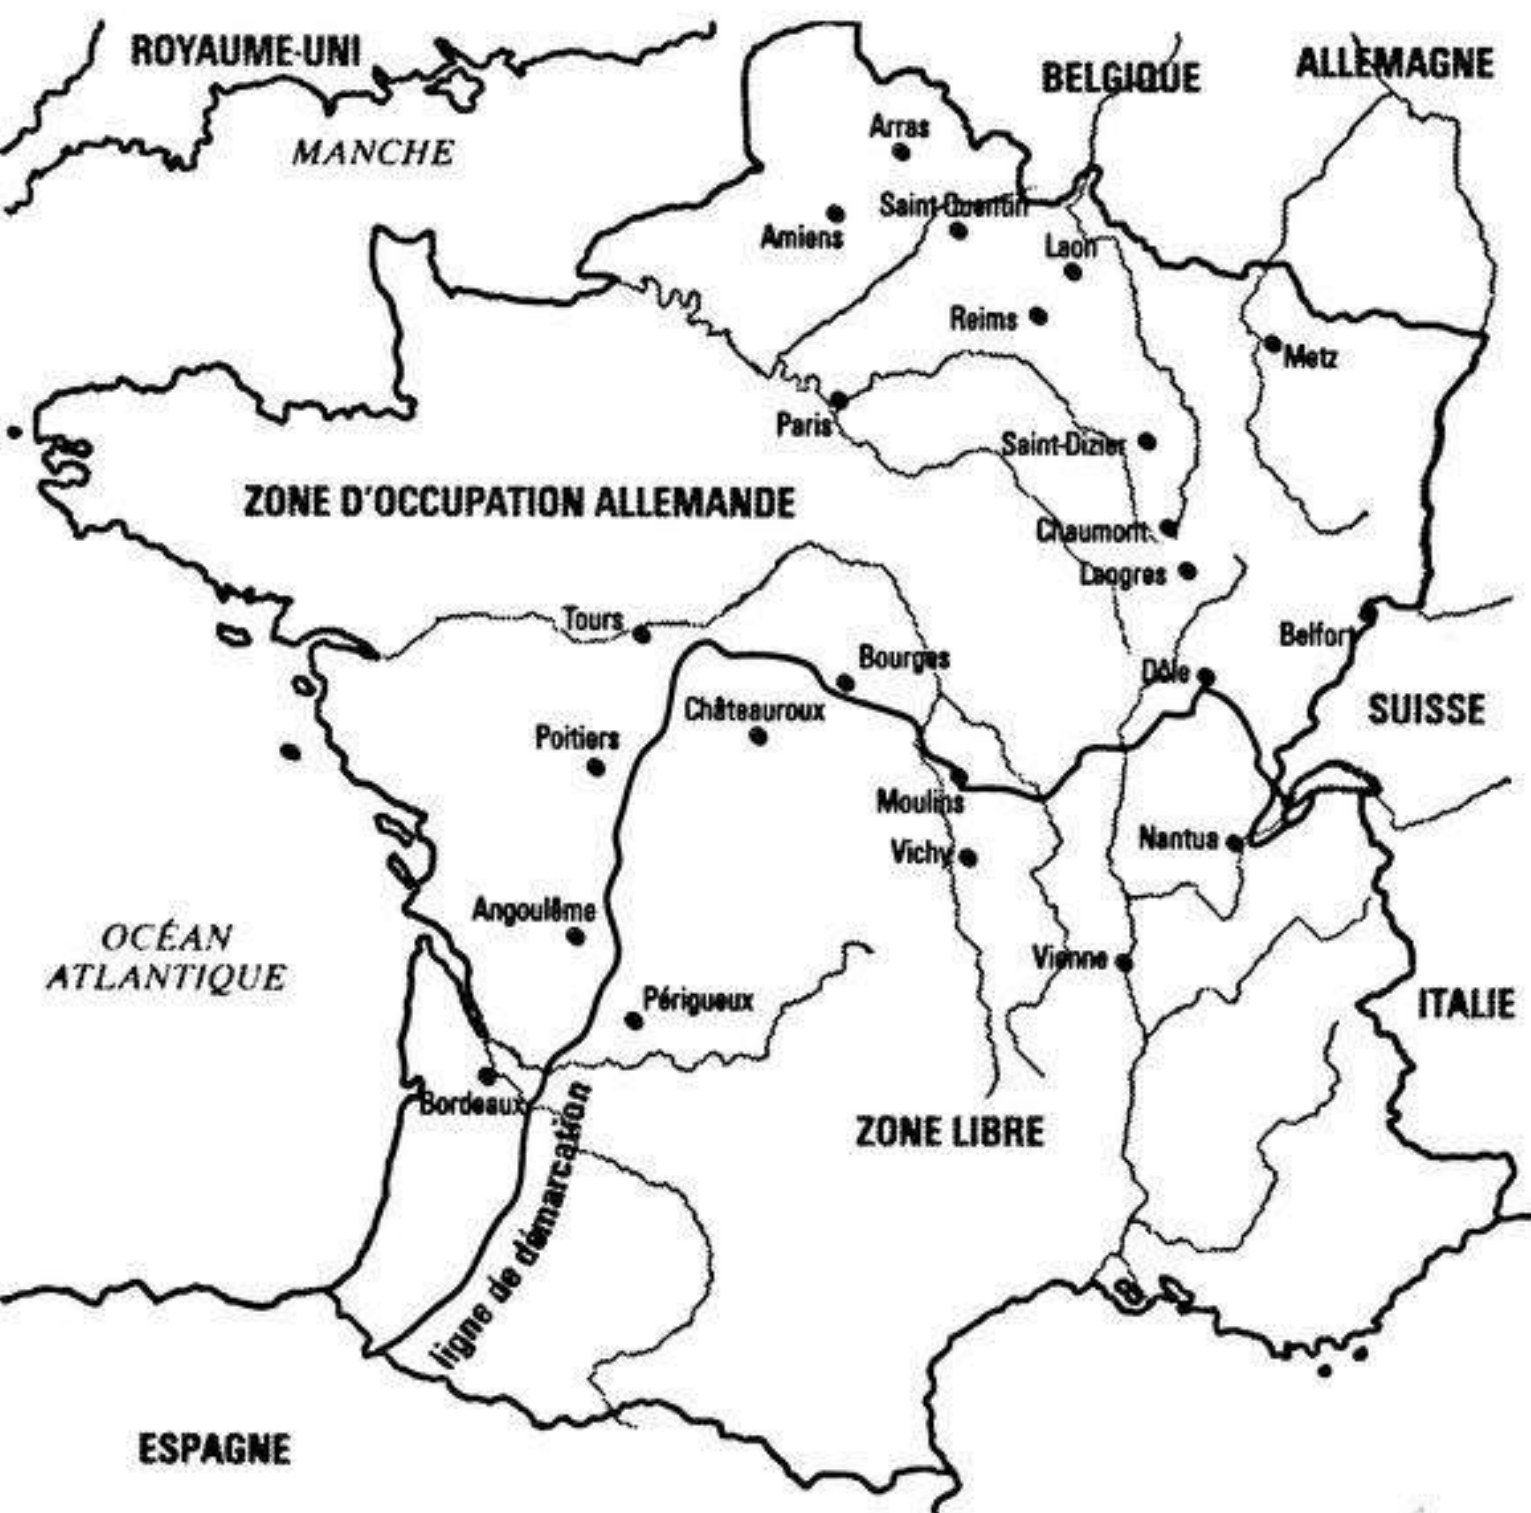 ROYAUME-UNI
BELGIQUE
ALLEMAGNE
MANCHE
Arras
Saint-Quentin
Amiens
Laon
Reims
Metz
Paris
Saint-Dizier
ZONE D'OCCUPATION ALLEMANDE
Chaumont
Laogres
Tours
Belfort
Bourges
Dôle
Châteauroux
SUISSE
Poitiers
Moulins
Nantua
Vichy
Angoulême
OCÉAN
ATLANTIQUE
Vienne
Périgueux
ITALIE
Bordeaux
ZONE LIBRE
ligne de démarcation
ESPAGNE